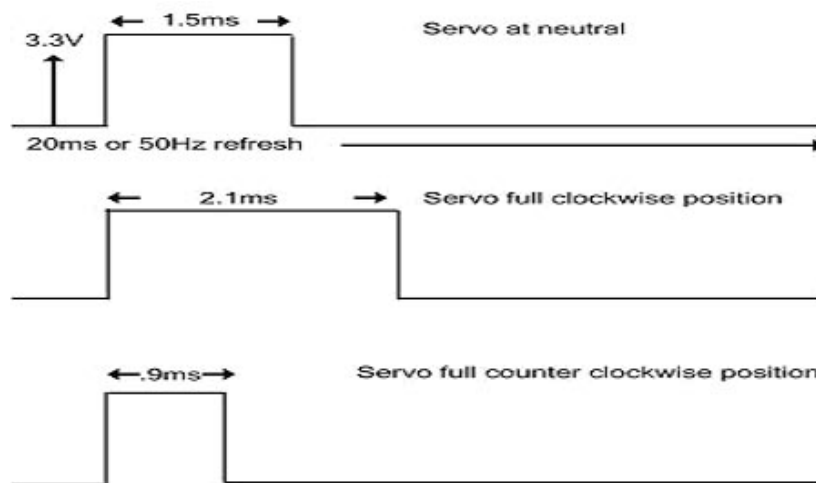 1.5ms
Servo at neutral
3.3V
20ms or 50Hz refresh
2.1ms
Servo full clockwise position
.9ms
Servo full counter clockwise position